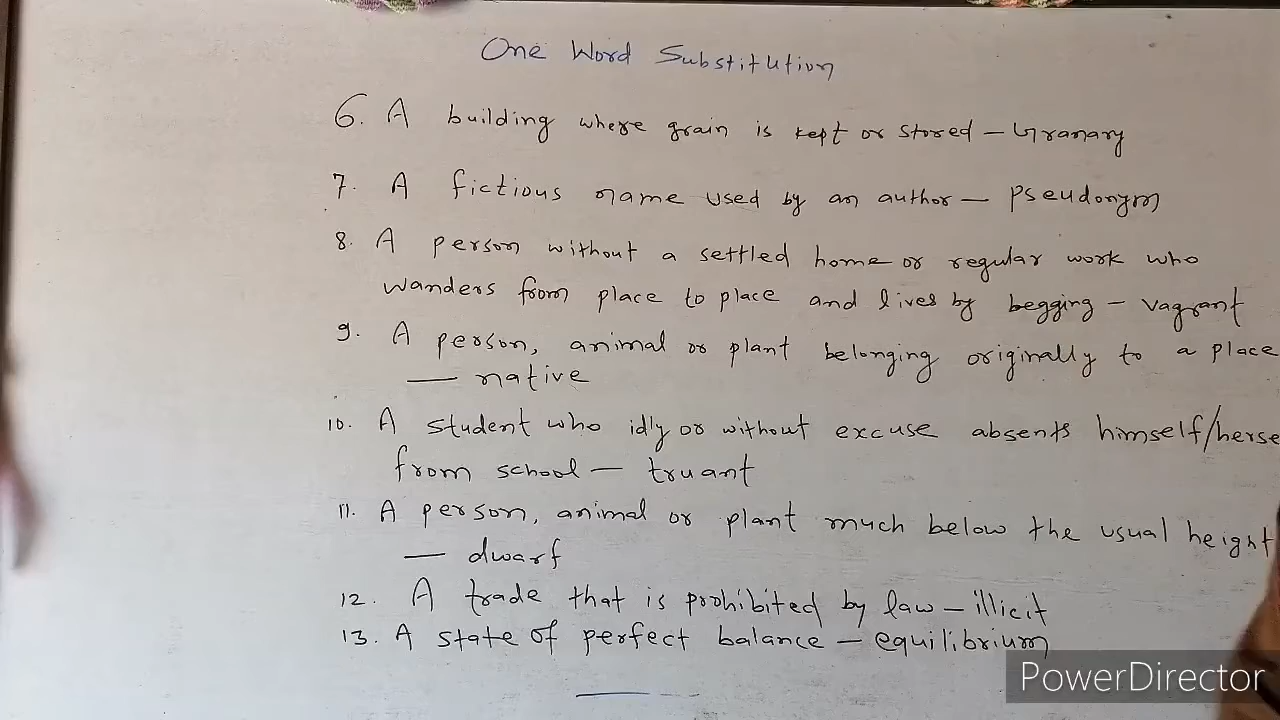 One Word Substitution
6. A building where grain is kept or stored – Granary
7. A fictious name used by an author – Pseudonym
8. A person without a settled home or regular work who
wanders from place to place and lives by begging – vagrant
9. A person, animal or plant belonging originally to a place
— native
10. A student who idly or without excuse absents himself/herse
from school – truant
11. A person, animal or plant much below the usual height
— dwarf
12. A trade that is prohibited by law – illicit
13. A state of perfect balance – equilibrium
PowerDirector